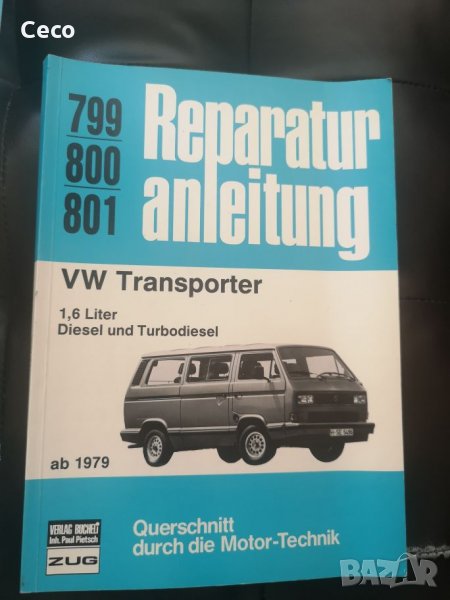 Ceco
799
800
801
Reparatur
anleitung
VW Transporter
1,6 Liter
Diesel und Turbodiesel
ab 1979
VERLAG BUCHELI
Inh. Paul Pietsch
ZUG
Querschnitt
durch die Motor-Technik
BAZAR